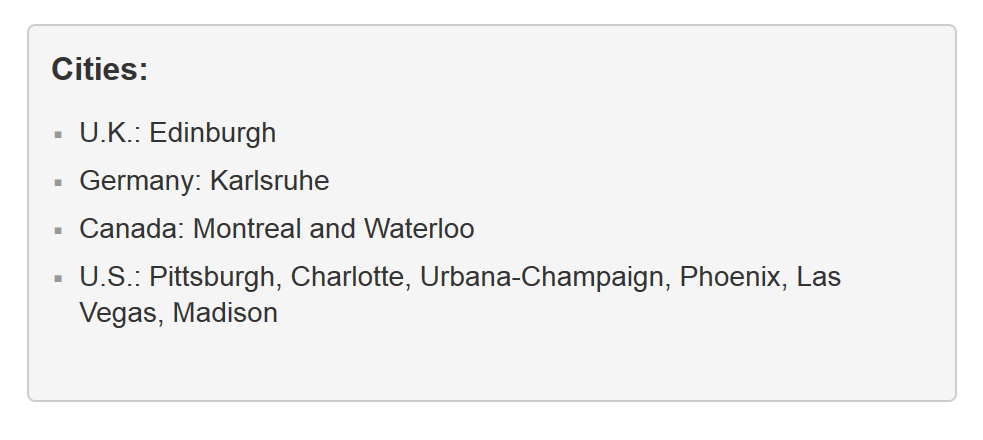 Cities:
U.K.: Edinburgh
Germany: Karlsruhe
Canada: Montreal and Waterloo
U.S.: Pittsburgh, Charlotte, Urbana-Champaign, Phoenix, Las
Vegas, Madison